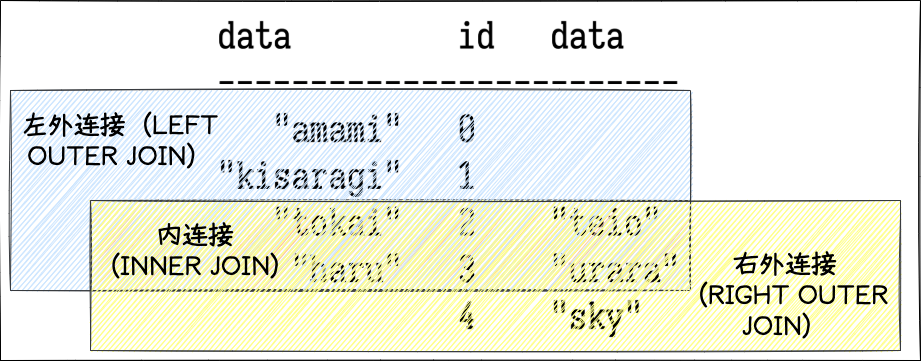 data id data
-------------------------
左外连接（LEFT
OUTER JOIN）
"amami" 0
"kisaragi" 1
"tokai" 2 "teio"
内连接
（INNER JOIN）
"haru" 3 "urara"
右外连接
（RIGHT OUTER
JOIN）
4 "sky"